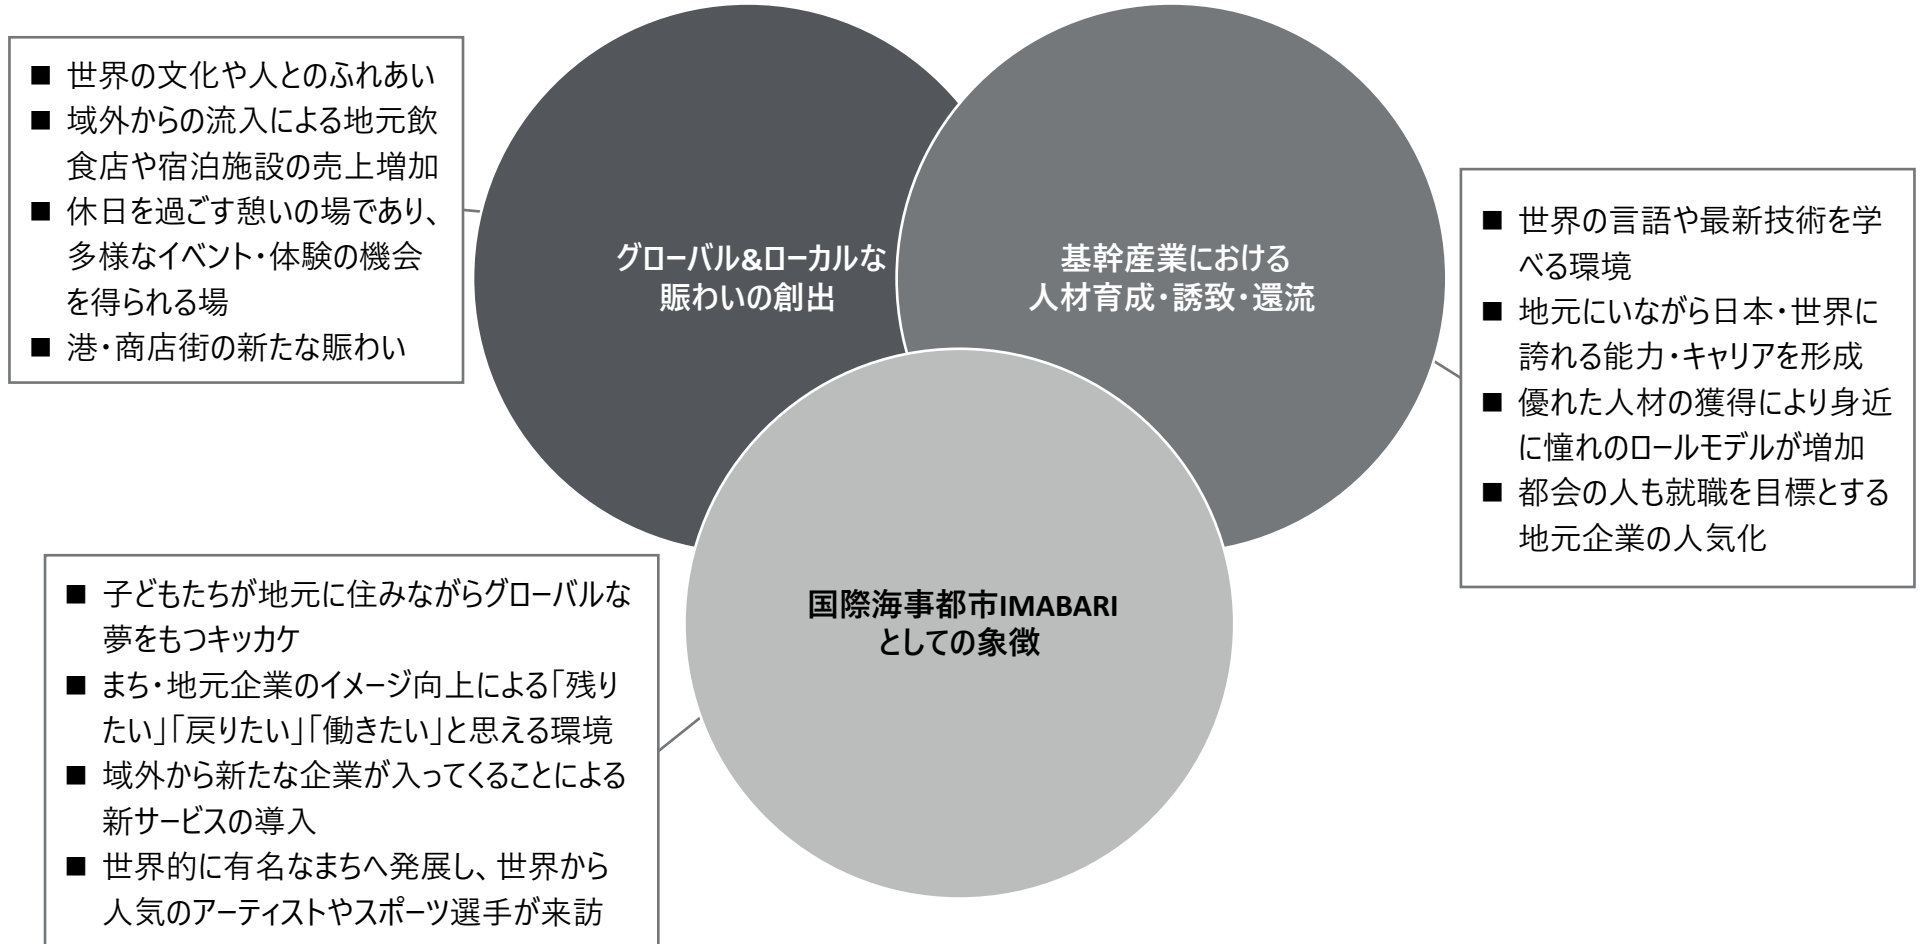 ■ 世界の文化や人とのふれあい
■ 域外からの流入による地元飲
食店や宿泊施設の売上増加
■ 休日を過ごす憩いの場であり、
多様なイベント・体験の機会
を得られる場
■ 港・商店街の新たな賑わい
グローバル&ローカルな
賑わいの創出
基幹産業における
人材育成・誘致・還流
■ 世界の言語や最新技術を学
べる環境
■ 地元にいながら日本・世界に
誇れる能力・キャリアを形成
■ 優れた人材の獲得により身近
に憧れのロールモデルが増加
■ 都会の人も就職を目標とする
地元企業の人気化
■ 子どもたちが地元に住みながらグローバルな
夢をもつキッカケ
■ まち・地元企業のイメージ向上による「残り
たい」「戻りたい」「働きたい」と思える環境
■ 域外から新たな企業が入ってくることによる
新サービスの導入
■ 世界的に有名なまちへ発展し、世界から
人気のアーティストやスポーツ選手が来訪
国際海事都市IMABARI
としての象徴